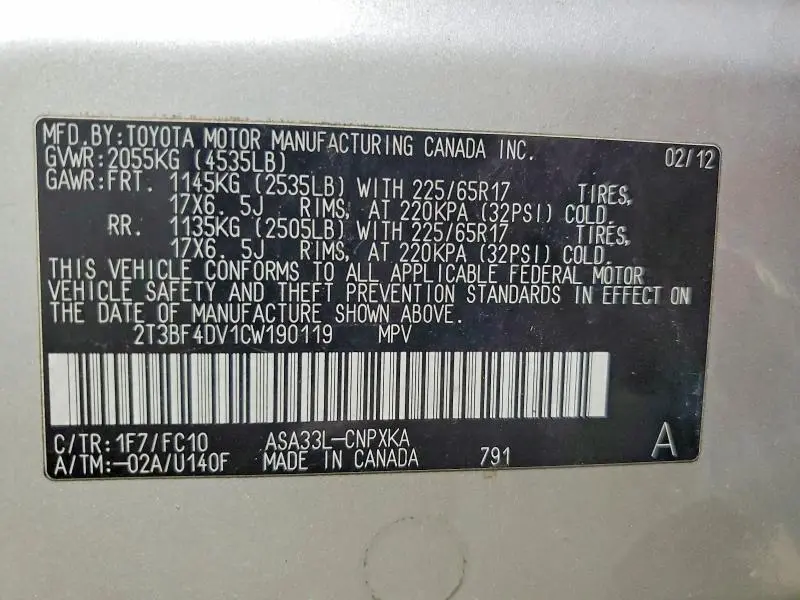 MFD.BY:TOYOTA MOTOR MANUFACTURING CANADA INC. 02/12
GVWR:2055KG (4535LB)
GAWR:FRT. 1145KG (2535LB) WITH 225/65R17 TIRES,
17X6. 5J RIMS, AT 220KPA (32PSI) COLD.
RR. 1135KG (2505LB) WITH 225/65R17 TIRES,
17X6. 5J RIMS, AT 220KPA (32PSI) COLD.
THIS VEHICLE CONFORMS TO ALL APPLICABLE FEDERAL MOTOR
VEHICLE SAFETY AND THEFT PREVENTION STANDARDS IN EFFECT ON
THE DATE OF MANUFACTURE SHOWN ABOVE.
2T3BF4DV1CW190119 MPV
C/TR:1F7/FC10 ASA33L-CNPXKA A
A/TM:-02A/U140F MADE IN CANADA 791